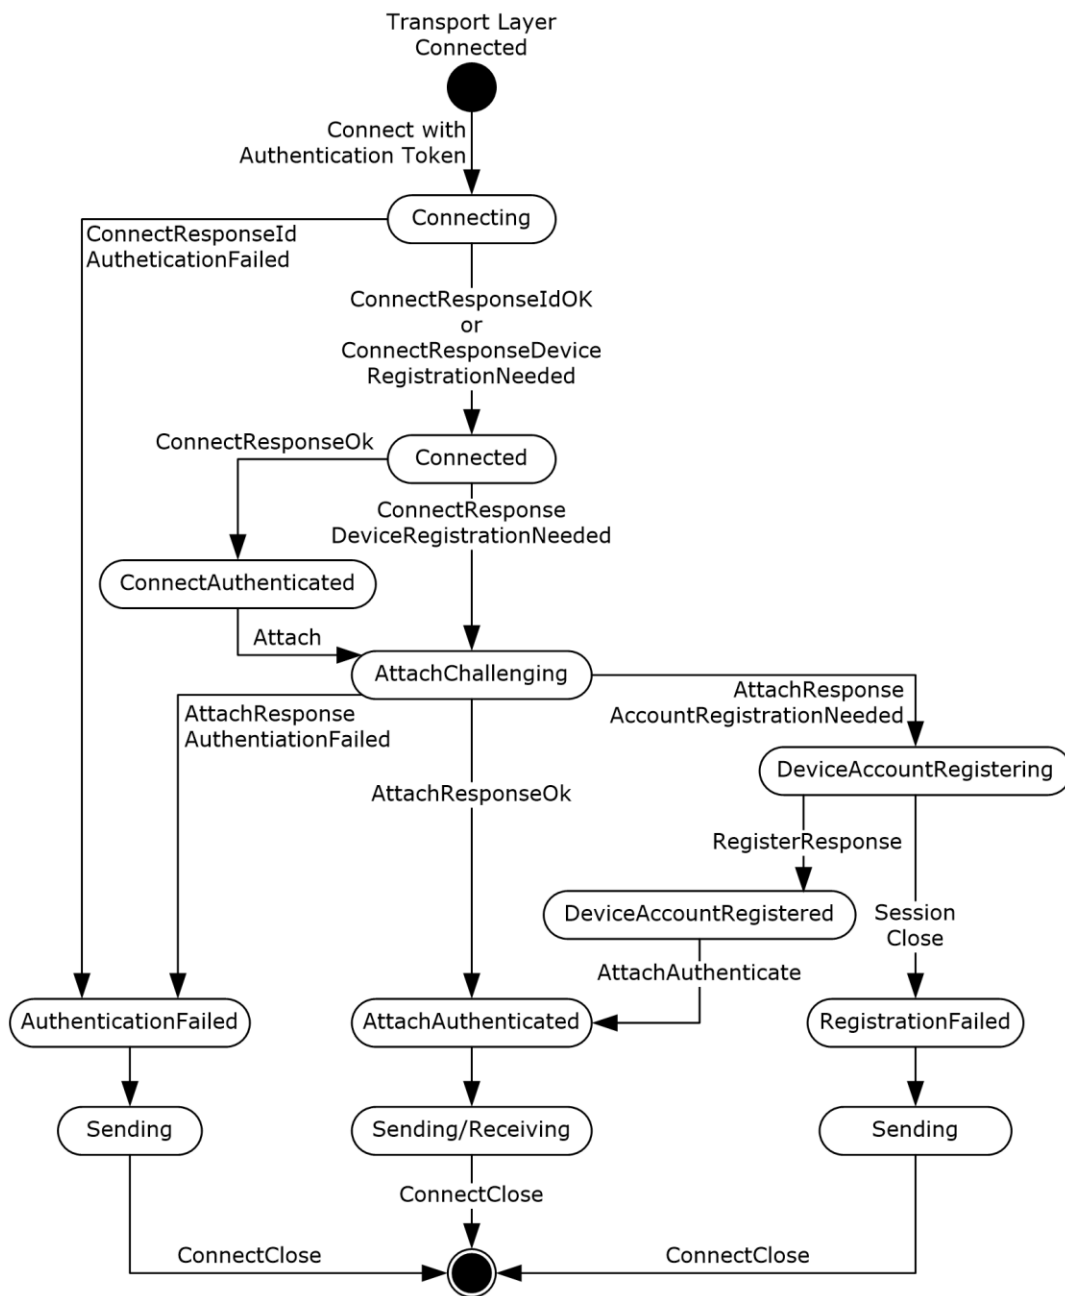 Transport Layer
Connected
Connect with
Authentication Token
Connecting
ConnectResponseId
AutheticationFailed
ConnectResponseIdOK
or
ConnectResponseDevice
RegistrationNeeded
ConnectResponseOk
Connected
ConnectResponse
DeviceRegistrationNeeded
ConnectAuthenticated
Attach
AttachChallenging
AttachResponse
AuthentiationFailed
AttachResponse
AccountRegistrationNeeded
DeviceAccountRegistering
AttachResponseOk
RegisterResponse
DeviceAccountRegistered
Session
Close
AttachAuthenticate
AuthenticationFailed
AttachAuthenticated
RegistrationFailed
Sending
Sending/Receiving
Sending
ConnectClose
ConnectClose
ConnectClose